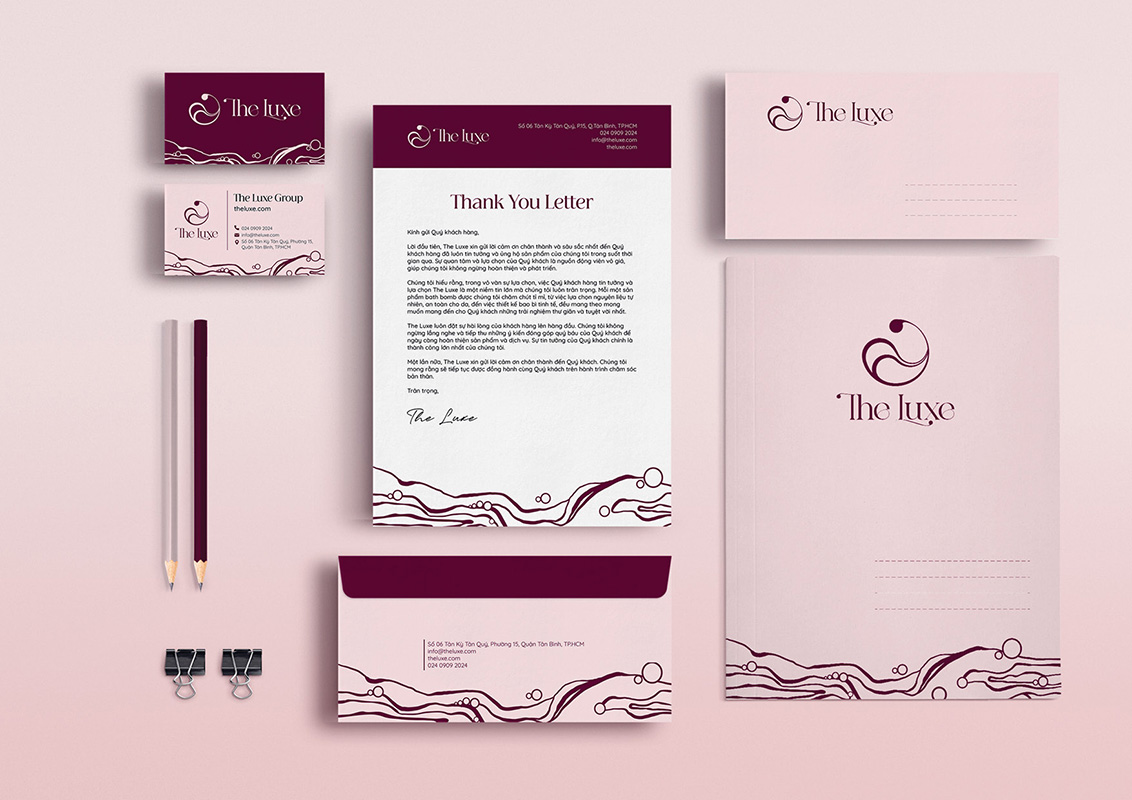 The Luxe
The Luxe
The Luxe Group
theluxe.com
024 0909 2024
info@theluxe.com
Số 06 Tân Kỳ Tân Quý, Phường 15,
Quận Tân Bình, TP.HCM
The Luxe
Số 06 Tân Kỳ Tân Quý, P.15, Q.Tân Bình, TP.HCM
024 0909 2024
info@theluxe.com
theluxe.com
Thank You Letter
Kính gửi Quý khách hàng,
Lời đầu tiên, The Luxe xin gửi lời cảm ơn chân thành và sâu sắc nhất đến Quý
khách hàng đã luôn tin tưởng và ủng hộ sản phẩm của chúng tôi trong suốt thời
gian qua. Sự quan tâm và lựa chọn của Quý khách là nguồn động viên vô giá,
giúp chúng tôi không ngừng hoàn thiện và phát triển.
Chúng tôi hiểu rằng, trong vô vàn sự lựa chọn, việc Quý khách hàng tin tưởng và
lựa chọn The Luxe là một niềm tin lớn mà chúng tôi luôn trân trọng. Mỗi một sản
phẩm bath bomb được chúng tôi chăm chút tỉ mỉ, từ việc lựa chọn nguyên liệu tự
nhiên, an toàn cho da, đến việc thiết kế bao bì tinh tế, đều mang theo mong
muốn mang đến cho Quý khách những trải nghiệm thư giãn và tuyệt vời nhất.
The Luxe luôn đặt sự hài lòng của khách hàng lên hàng đầu. Chúng tôi không
ngừng lắng nghe và tiếp thu những ý kiến đóng góp quý báu của Quý khách để
ngày càng hoàn thiện sản phẩm và dịch vụ. Sự tin tưởng của Quý khách chính là
thành công lớn nhất của chúng tôi.
Một lần nữa, The Luxe xin gửi lời cảm ơn chân thành đến Quý khách. Chúng tôi
mong rằng sẽ tiếp tục được đồng hành cùng Quý khách trên hành trình chăm sóc
bản thân.
Trân trọng,
The Luxe
Số 06 Tân Kỳ Tân Quý, Phường 15, Quận Tân Bình, TP.HCM
info@theluxe.com
theluxe.com
024 0909 2024
The Luxe
The Luxe